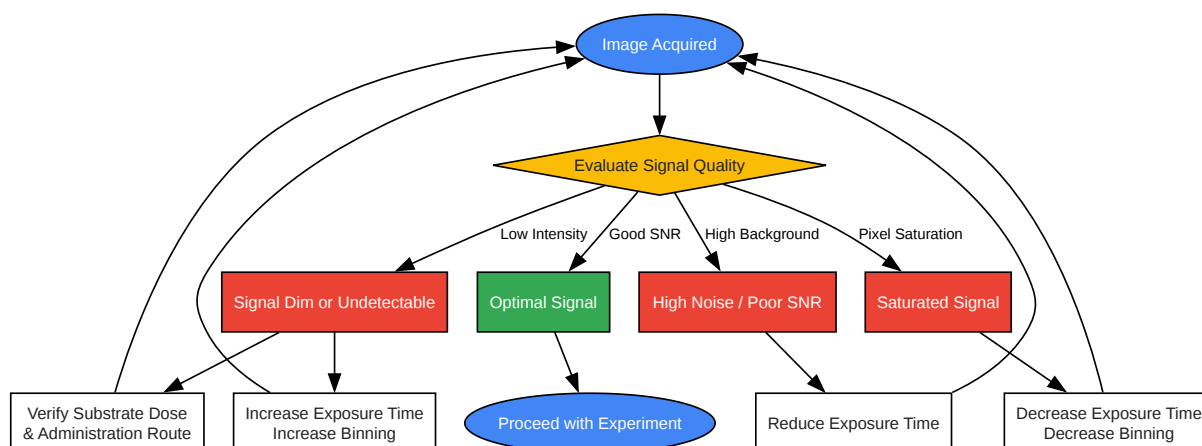 Image Acquired
Evaluate Signal Quality
Low Intensity
Good SNR
High Background
Pixel Saturation
Signal Dim or Undetectable
Optimal Signal
High Noise / Poor SNR
Saturated Signal
Verify Substrate Dose
& Administration Route
Increase Exposure Time
Increase Binning
Proceed with Experiment
Reduce Exposure Time
Decrease Exposure Time
Decrease Binning